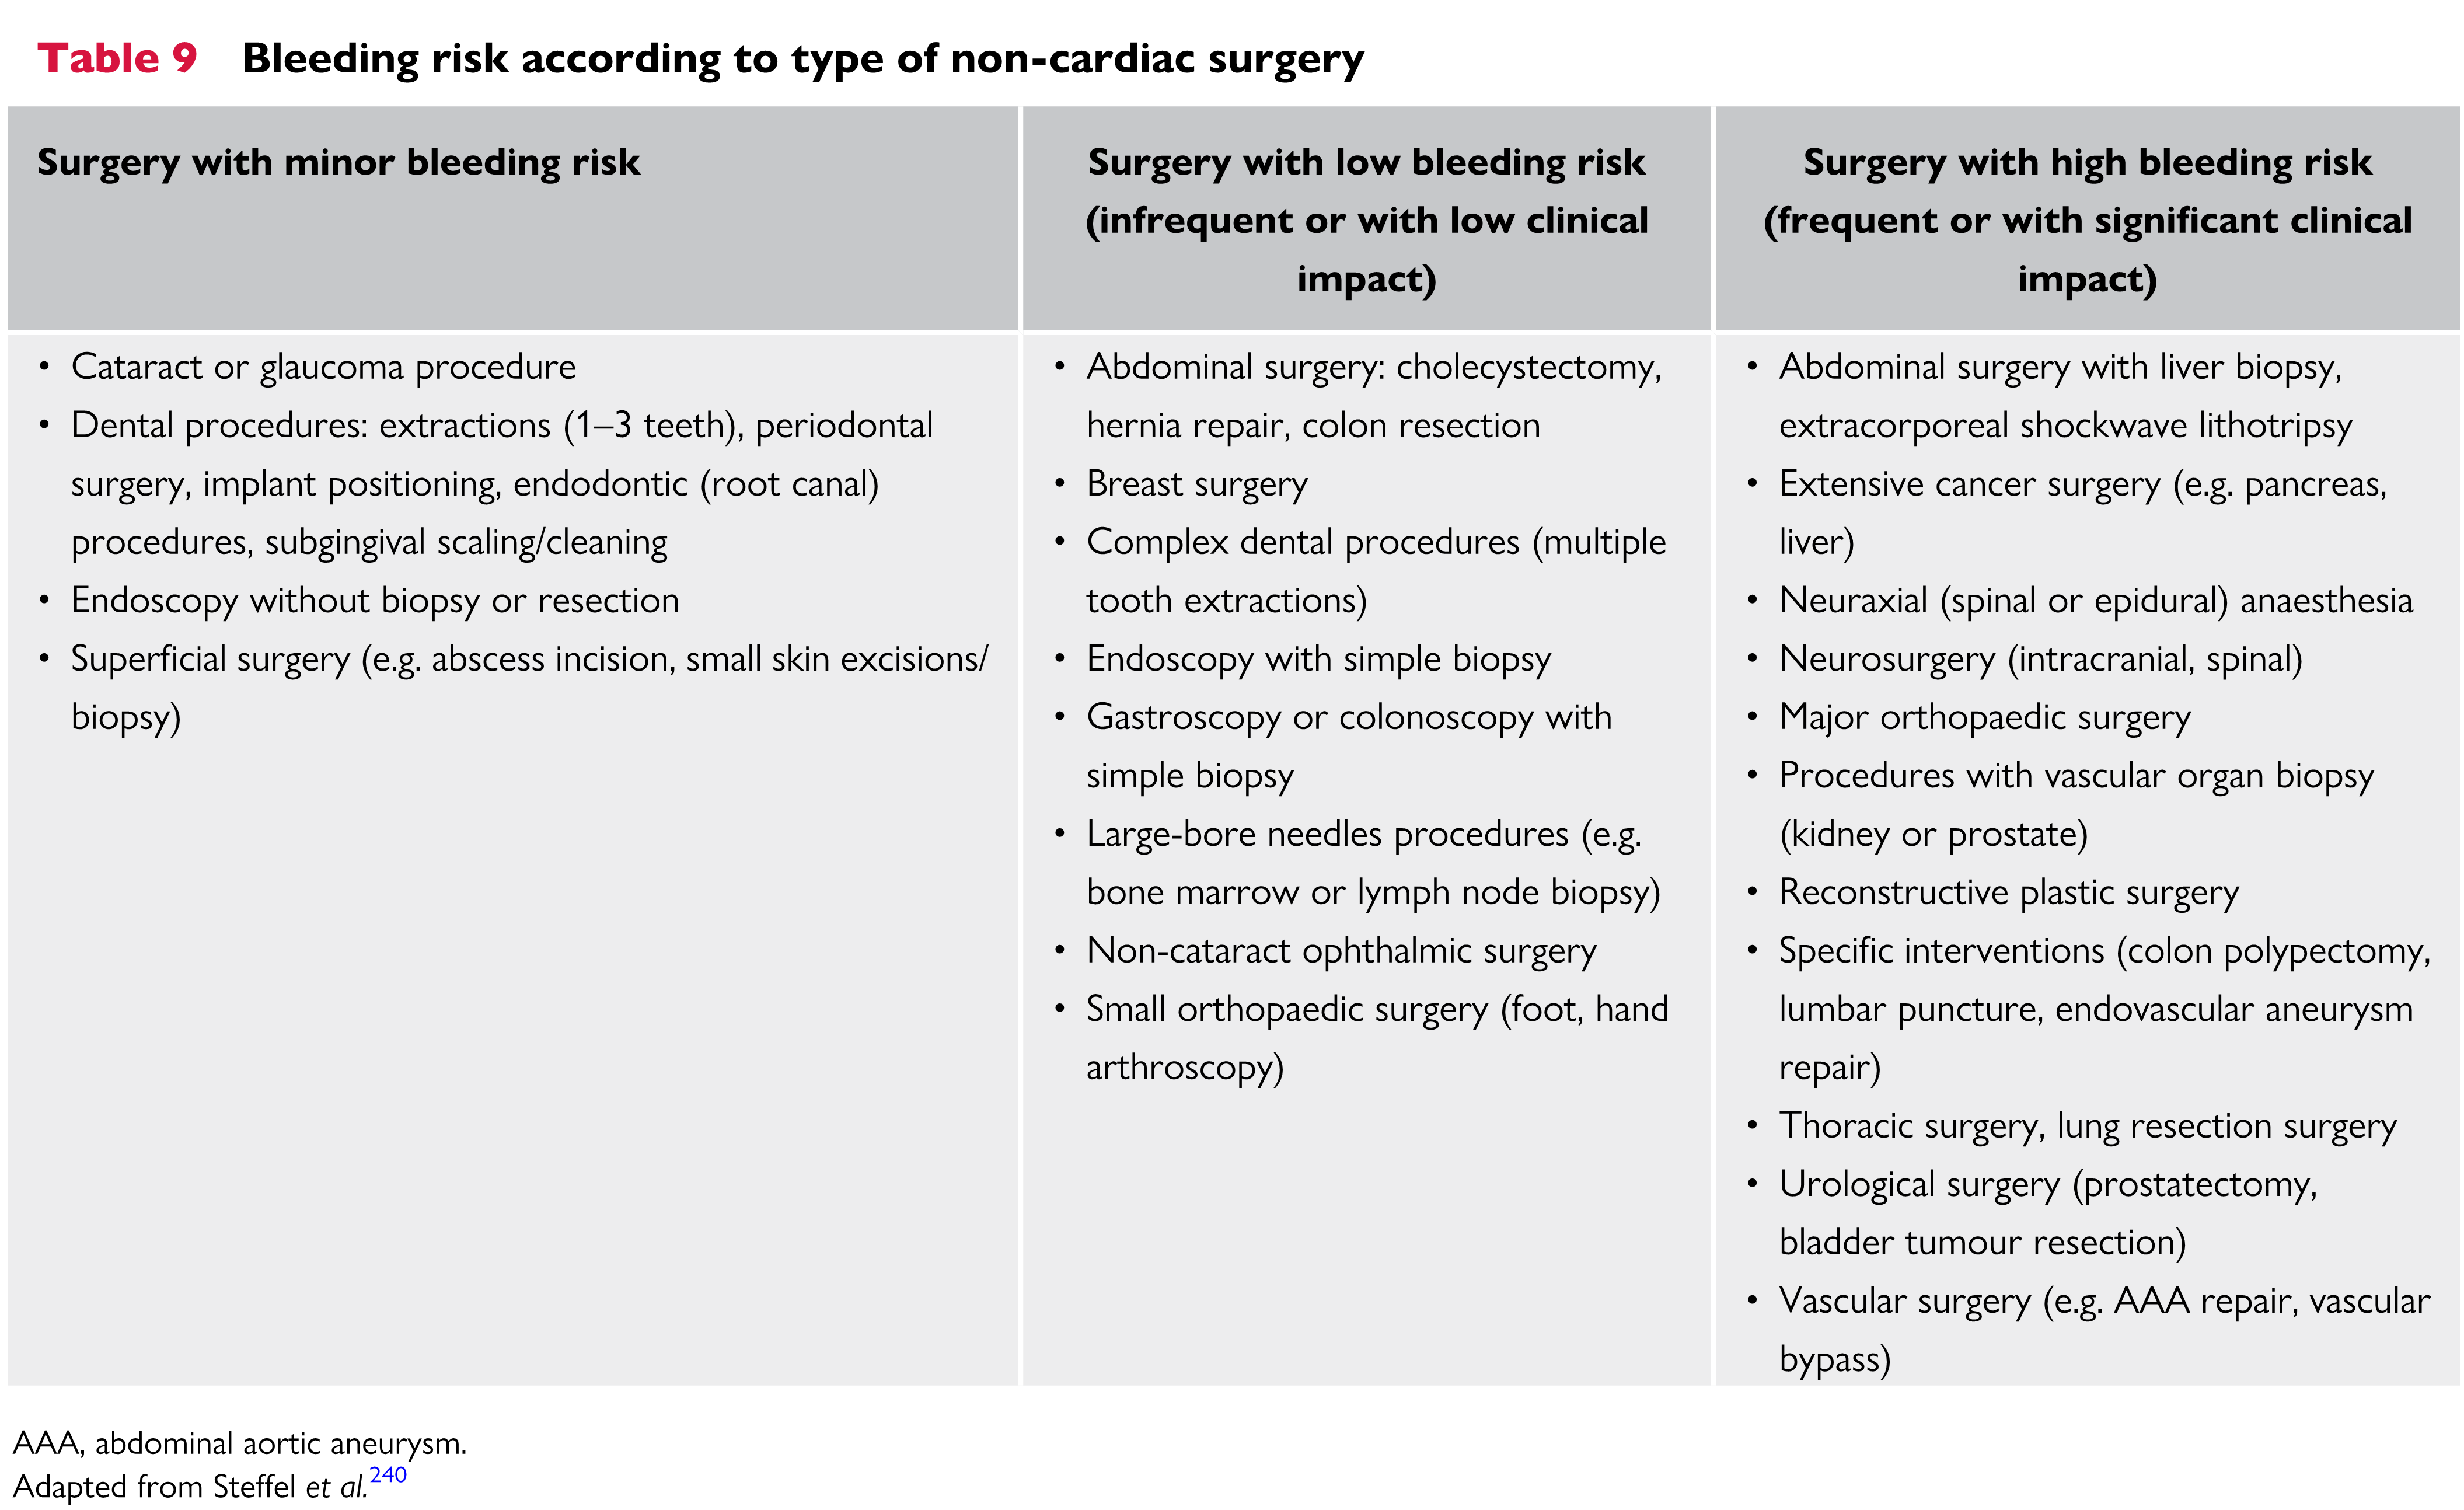 Table 9 Bleeding risk according to type of non-cardiac surgery
Surgery with minor bleeding risk
Surgery with low bleeding risk
(infrequent or with low clinical
impact)
Surgery with high bleeding risk
(frequent or with significant clinical
impact)
• Cataract or glaucoma procedure
• Dental procedures: extractions (1–3 teeth), periodontal
surgery, implant positioning, endodontic (root canal)
procedures, subgingival scaling/cleaning
• Endoscopy without biopsy or resection
• Superficial surgery (e.g. abscess incision, small skin excisions/
biopsy)
• Abdominal surgery: cholecystectomy,
hernia repair, colon resection
• Breast surgery
• Complex dental procedures (multiple
tooth extractions)
• Endoscopy with simple biopsy
• Gastroscopy or colonoscopy with
simple biopsy
• Large-bore needles procedures (e.g.
bone marrow or lymph node biopsy)
• Non-cataract ophthalmic surgery
• Small orthopaedic surgery (foot, hand
arthroscopy)
• Abdominal surgery with liver biopsy,
extracorporeal shockwave lithotripsy
• Extensive cancer surgery (e.g. pancreas,
liver)
• Neuraxial (spinal or epidural) anaesthesia
• Neurosurgery (intracranial, spinal)
• Major orthopaedic surgery
• Procedures with vascular organ biopsy
(kidney or prostate)
• Reconstructive plastic surgery
• Specific interventions (colon polypectomy,
lumbar puncture, endovascular aneurysm
repair)
• Thoracic surgery, lung resection surgery
• Urological surgery (prostatectomy,
bladder tumour resection)
• Vascular surgery (e.g. AAA repair, vascular
bypass)
AAA, abdominal aortic aneurysm.
Adapted from Steffel et al.240